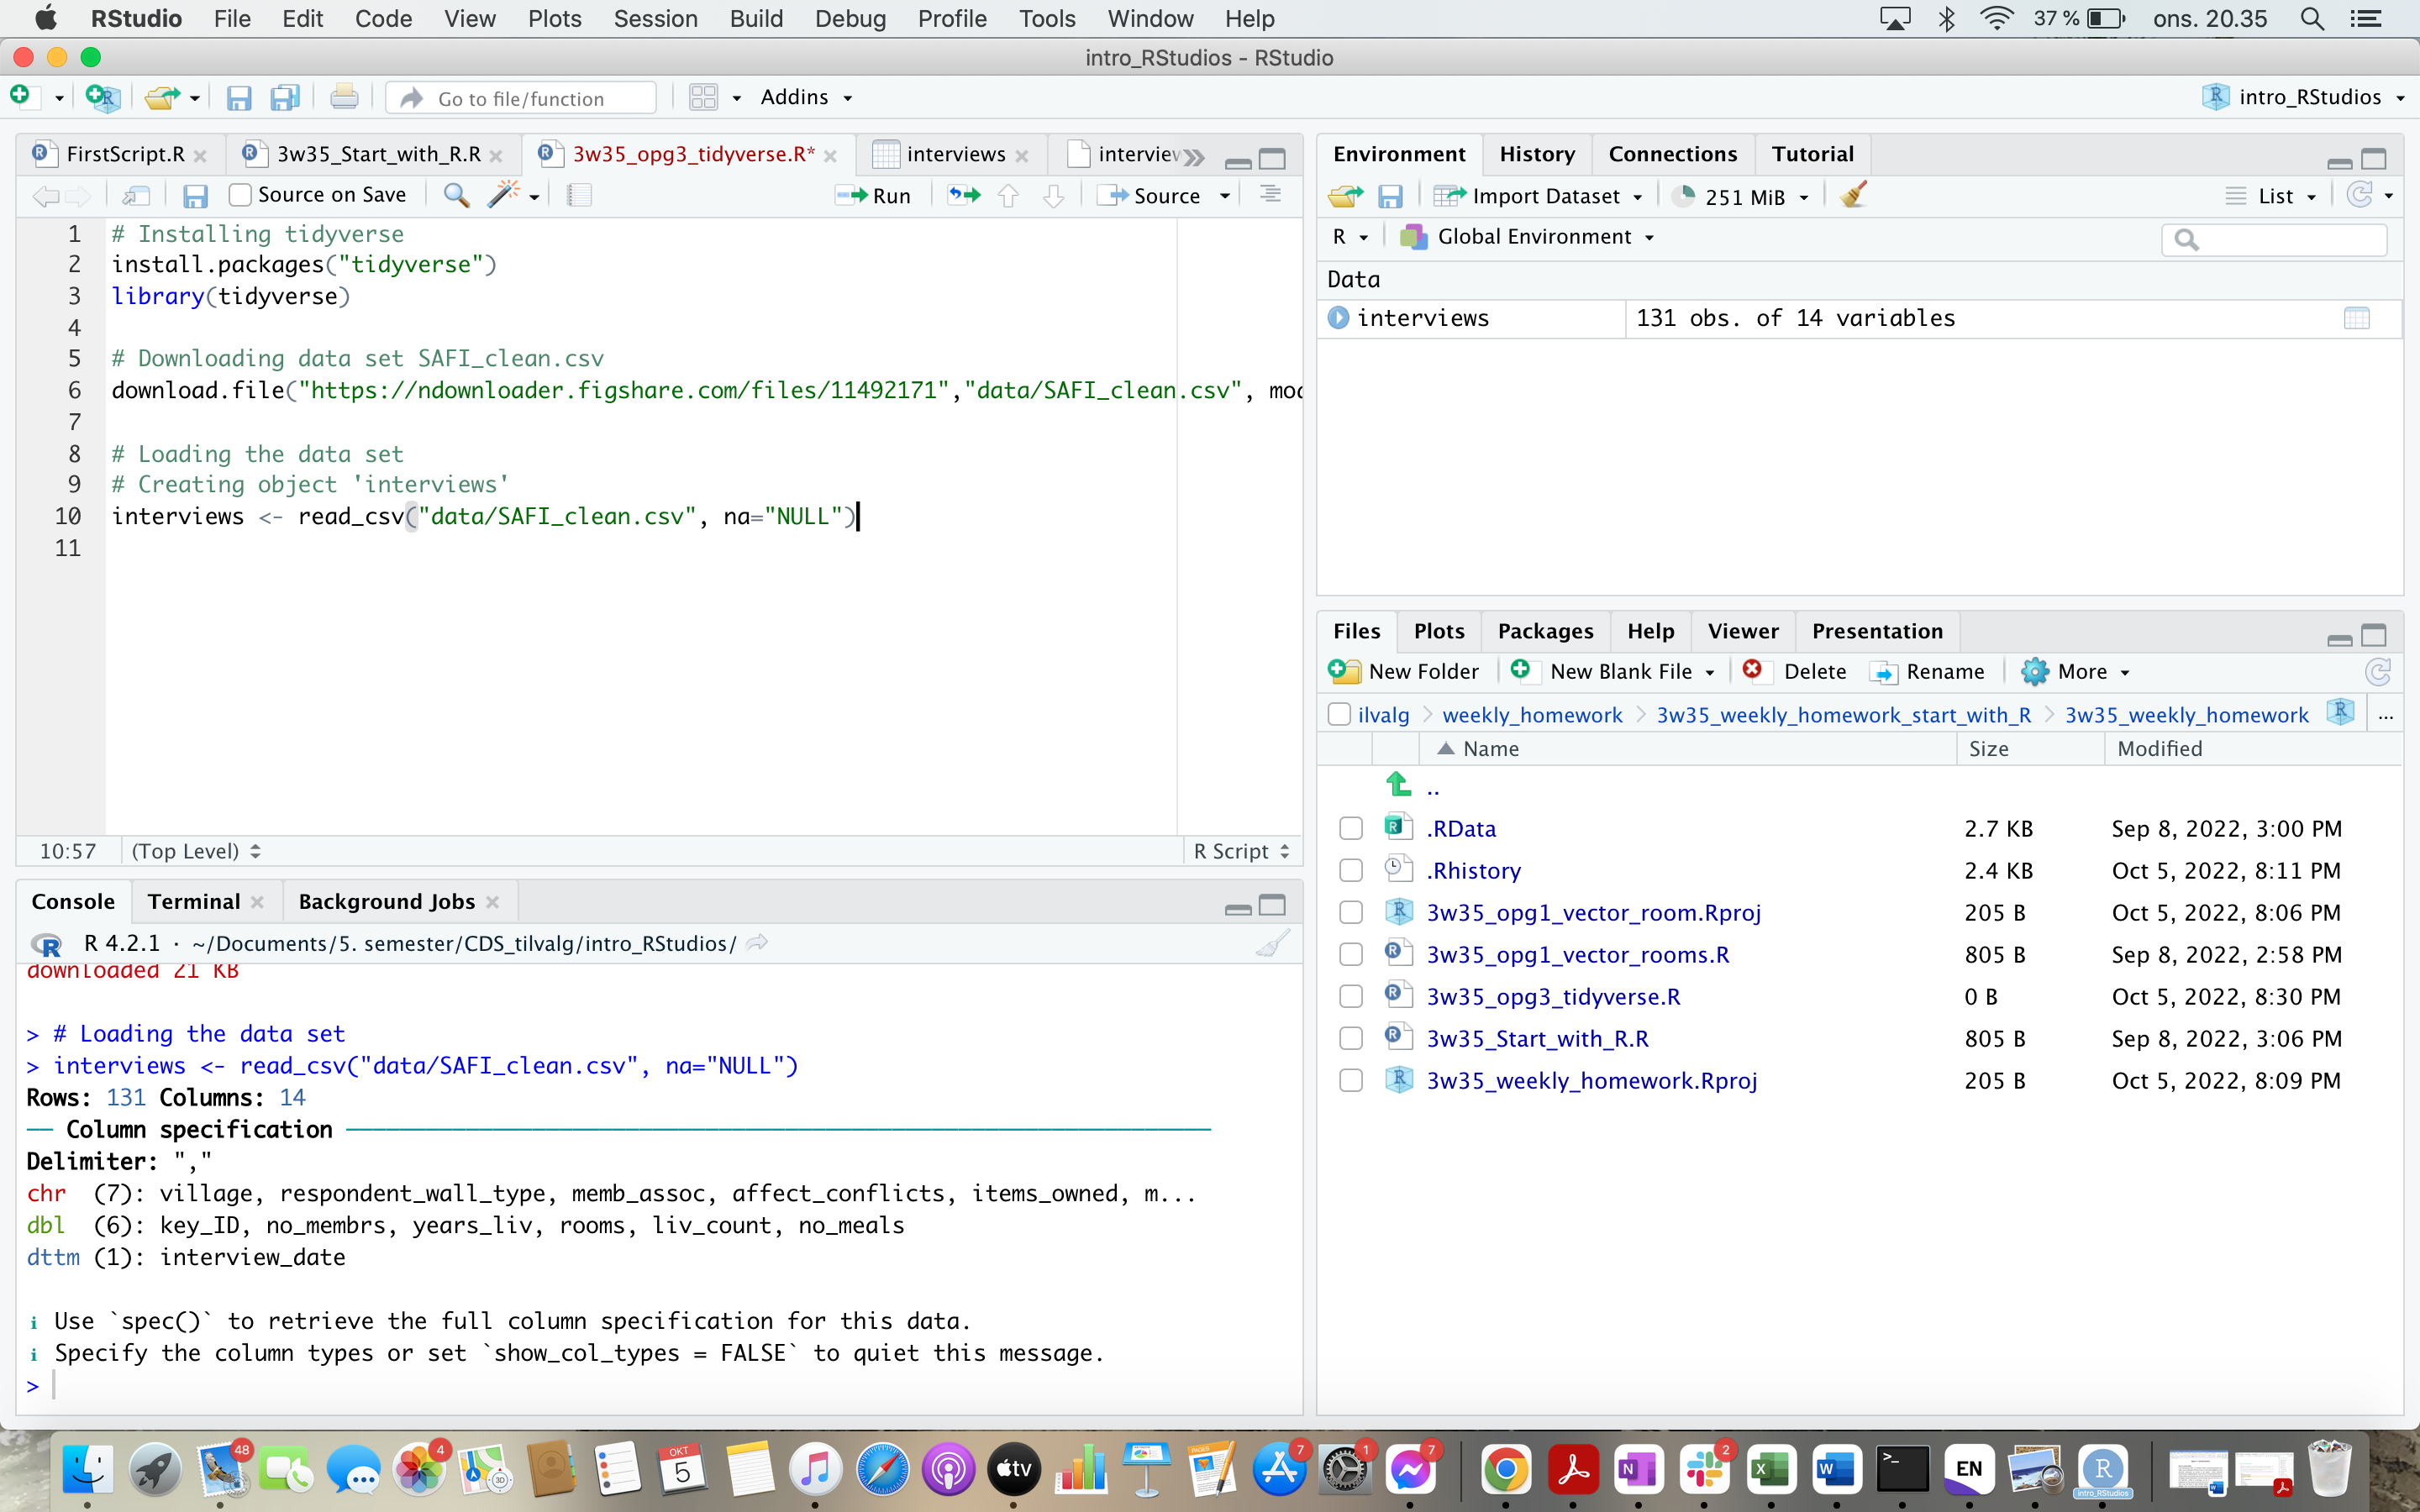 RStudio File Edit Code View Plots Session Build Debug Profile Tools Window Help 37 % ons. 20.35
intro_RStudios - RStudio
Go to file/function Addins intro_RStudios
FirstScript.R 3w35_Start_with_R.R 3w35_opg3_tidyverse.R* interviews interviev
Source on Save Run Source
1 # Installing tidyverse
2 install.packages("tidyverse")
3 library(tidyverse)
4
5 # Downloading data set SAFI_clean.csv
6 download.file("https://ndownloader.figshare.com/files/11492171","data/SAFI_clean.csv", mod
7
8 # Loading the data set
9 # Creating object 'interviews'
10 interviews <- read_csv("data/SAFI_clean.csv", na="NULL")
11
10:57 (Top Level) R Script
Console Terminal Background Jobs
R 4.2.1 · ~/Documents/5. semester/CDS_tilvalg/intro_RStudios/
downloaded 21 KB
> # Loading the data set
> interviews <- read_csv("data/SAFI_clean.csv", na="NULL")
Rows: 131 Columns: 14
── Column specification ──
Delimiter: ","
chr (7): village, respondent_wall_type, memb_assoc, affect_conflicts, items_owned, m...
dbl (6): key_ID, no_membrs, years_liv, rooms, liv_count, no_meals
dttm (1): interview_date
ℹ Use `spec()` to retrieve the full column specification for this data.
ℹ Specify the column types or set `show_col_types = FALSE` to quiet this message.
>
Environment History Connections Tutorial
Import Dataset 251 MiB List
R Global Environment
Data
interviews 131 obs. of 14 variables
Files Plots Packages Help Viewer Presentation
New Folder New Blank File Delete Rename More
ilvalg weekly_homework 3w35_weekly_homework_start_with_R 3w35_weekly_homework ...
Name Size Modified
..
.RData 2.7 KB Sep 8, 2022, 3:00 PM
.Rhistory 2.4 KB Oct 5, 2022, 8:11 PM
3w35_opg1_vector_room.Rproj 205 B Oct 5, 2022, 8:06 PM
3w35_opg1_vector_rooms.R 805 B Sep 8, 2022, 2:58 PM
3w35_opg3_tidyverse.R 0 B Oct 5, 2022, 8:30 PM
3w35_Start_with_R.R 805 B Sep 8, 2022, 3:06 PM
3w35_weekly_homework.Rproj 205 B Oct 5, 2022, 8:09 PM
48 4 3D OKT 5 tv PAGES 7 1 7 N 2 X W >_ EN R intro_RStudios